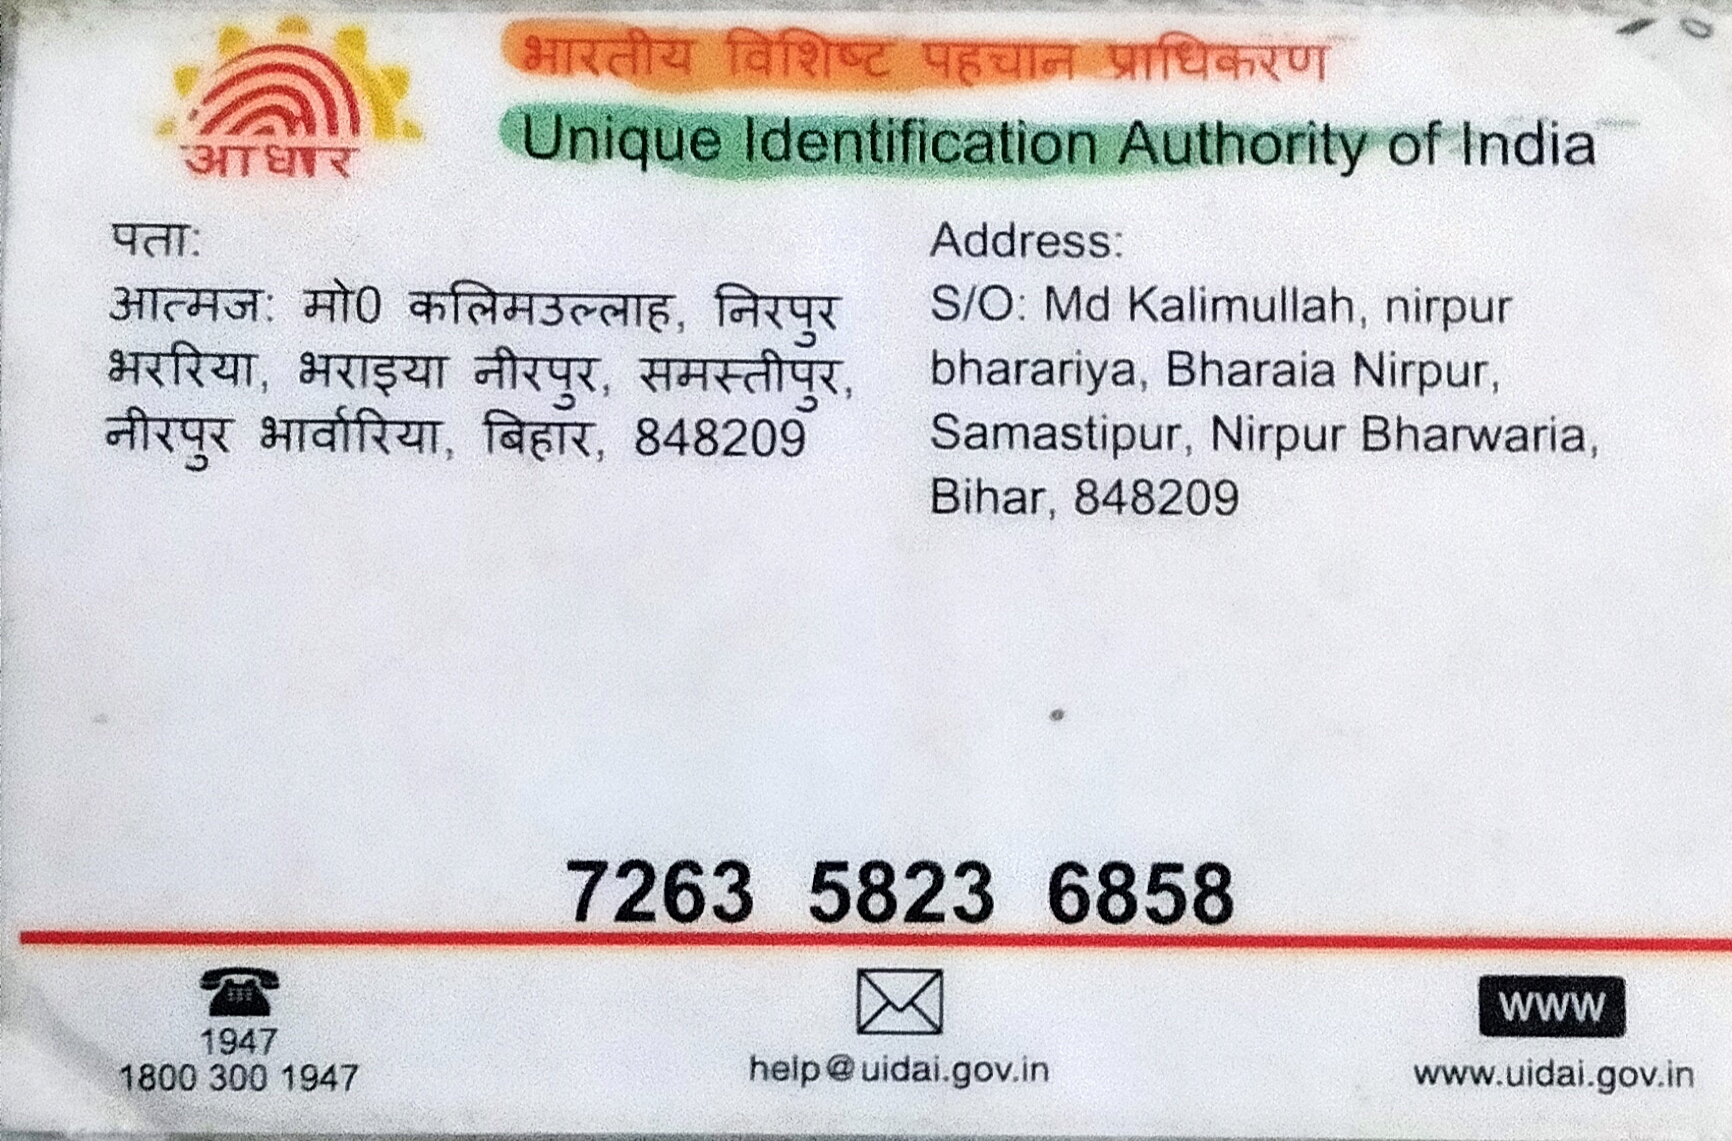 आधार
भारतीय विशिष्ट पहचान प्राधिकरण
Unique Identification Authority of India
पता:
आत्मज: मो0 कलिमउल्लाह, निरपुर
भररिया, भराइया नीरपुर, समस्तीपुर,
नीरपुर भार्वारिया, बिहार, 848209
Address:
S/O: Md Kalimullah, nirpur
bharariya, Bharaia Nirpur,
Samastipur, Nirpur Bharwaria,
Bihar, 848209
7263 5823 6858
1947
1800 300 1947
help@uidai.gov.in
WWW
www.uidai.gov.in